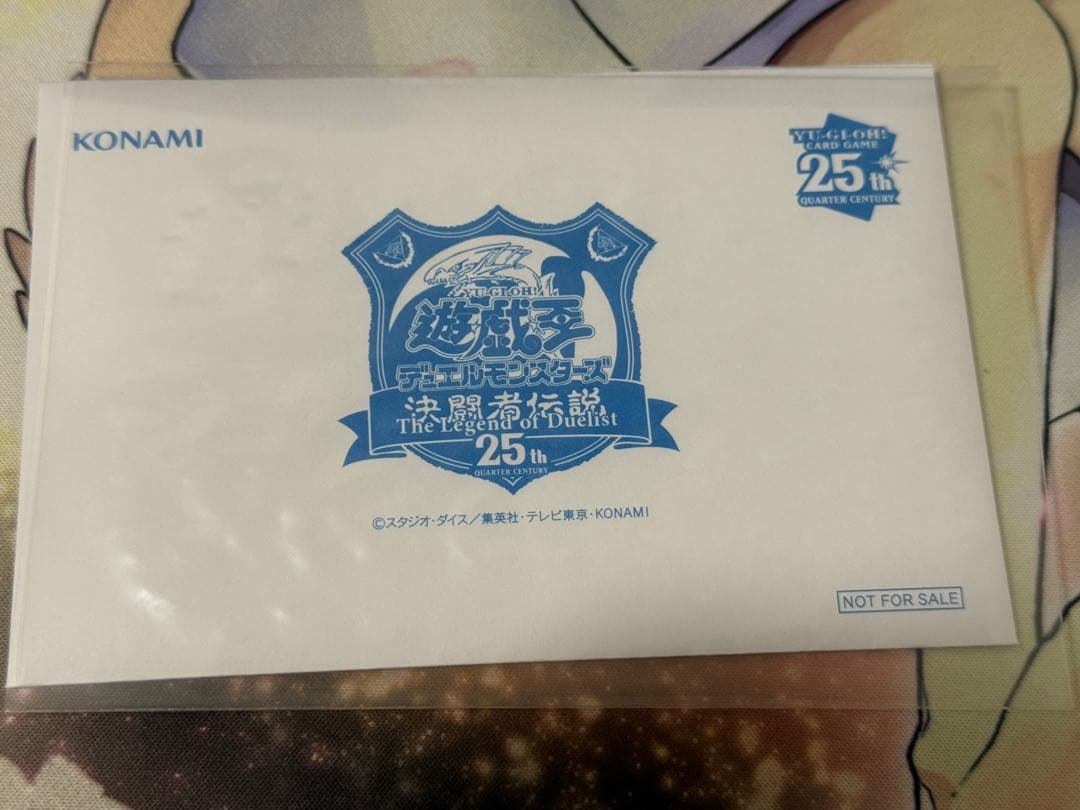 KONAMI
YU-GI-OH!
CARD GAME
25th
QUARTER CENTURY
YU-GI-OH!
遊戯王
デュエルモンスターズ
決闘者伝説
The Legend of Duelist
25th
QUARTER CENTURY
©スタジオ・ダイス／集英社・テレビ東京・KONAMI
NOT FOR SALE